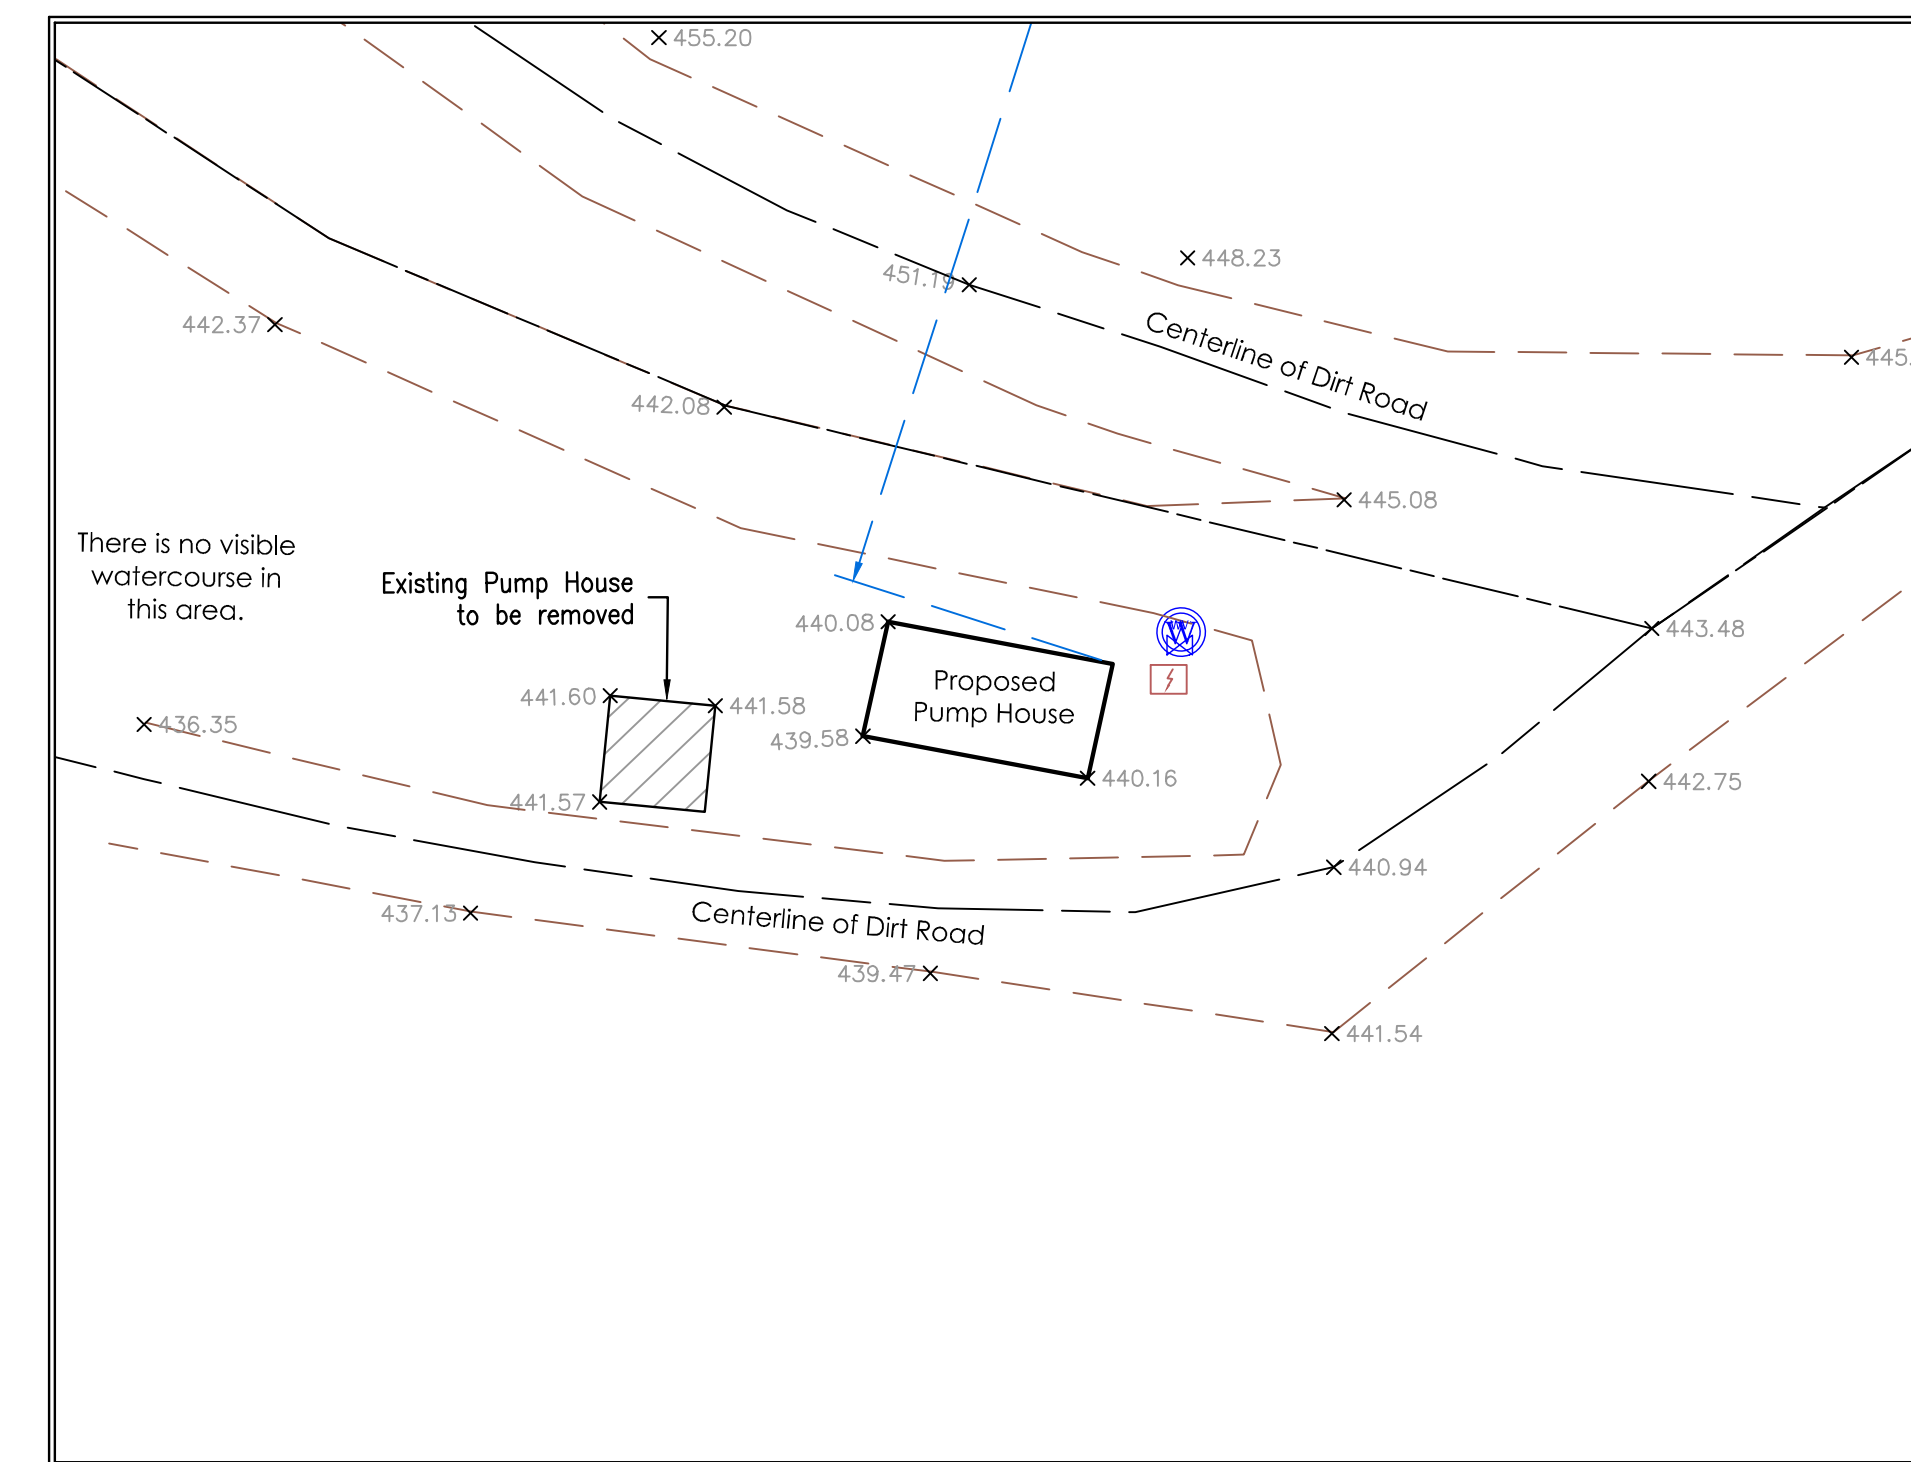 455.20
448.23
451.19
Centerline of Dirt Road
442.37
445.
442.08
445.08
There is no visible
watercourse in
this area.
Existing Pump House
to be removed
440.08
W
443.48
Proposed
Pump House
441.60
441.58
436.35
439.58
440.16
442.75
441.57
440.94
437.13
Centerline of Dirt Road
439.47
441.54